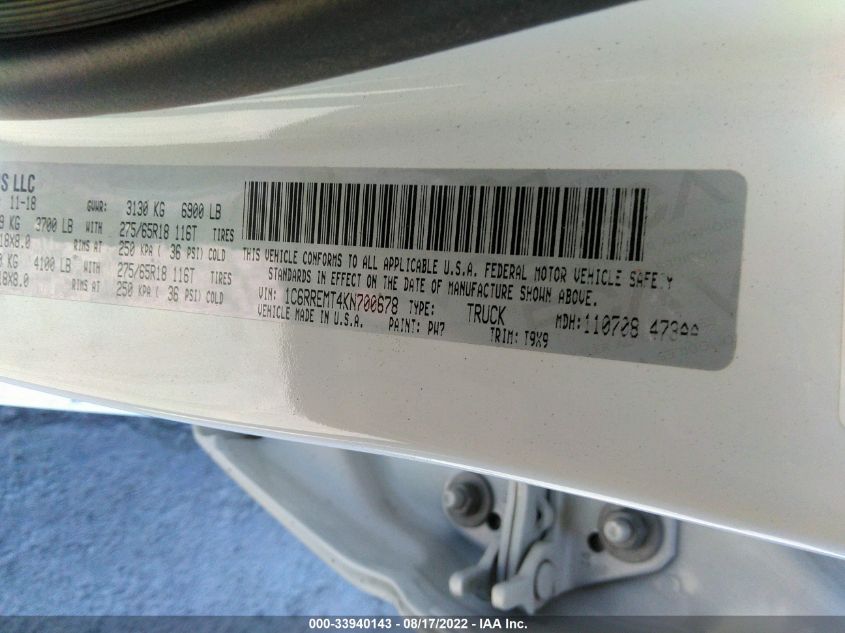 US LLC
11-18 GVWR: 3130 KG 6900 LB
3700 LB WITH 275/65R18 116T TIRES
18X8.0 RIMS AT 250 KPA ( 36 PSI) COLD
KG 4100 LB WITH 275/65R18 116T TIRES
18X8.0 RIMS AT 250 KPA ( 36 PSI) COLD
THIS VEHICLE CONFORMS TO ALL APPLICABLE U.S.A. FEDERAL MOTOR VEHICLE SAFETY
STANDARDS IN EFFECT ON THE DATE OF MANUFACTURE SHOWN ABOVE.
VIN: 1C6RREMT4KN700678 TYPE: TRUCK MDH: 110708 473AA
VEHICLE MADE IN U.S.A. PAINT: PW7 TRIM: T9X9
000-33940143 - 08/17/2022 - IAA Inc.